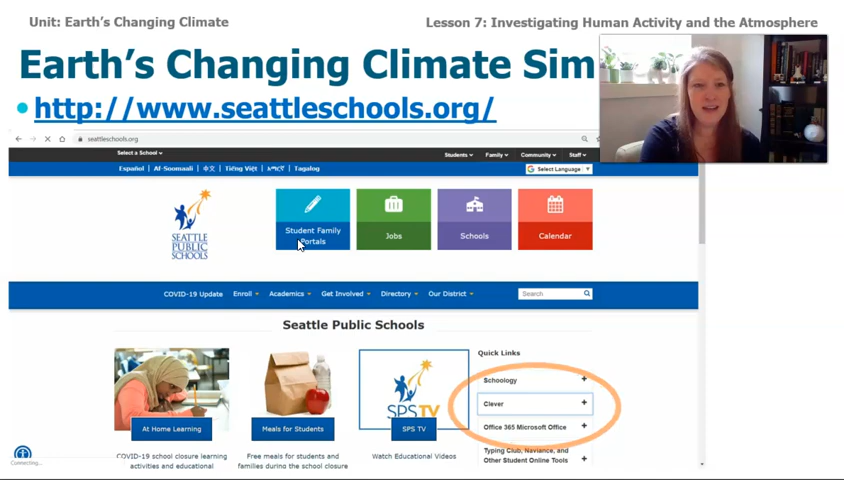 Unit: Earth's Changing Climate
Lesson 7: Investigating Human Activity and the Atmosphere
Earth's Changing Climate Sim
• http://www.seattleschools.org/
seattleschools.org
Select a School
Students Family Community Staff
Español Af-Soomaali 中文 Tiếng Việt አማርኛ Tagalog
Select Language
SEATTLE
PUBLIC
SCHOOLS
Student Family
Portals
Jobs
Schools
Calendar
COVID-19 Update Enroll Academics Get Involved Directory Our District
Search
Seattle Public Schools
At Home Learning
COVID-19 school closure learning
activities and educational
Meals for Students
Free meals for students and
families during the school closure
SPS TV
SPS TV
Watch Educational Videos
Quick Links
Schoology +
Clever +
Office 365 Microsoft Office +
Typing Club, Naviance, and
Other Student Online Tools +
Connecting...